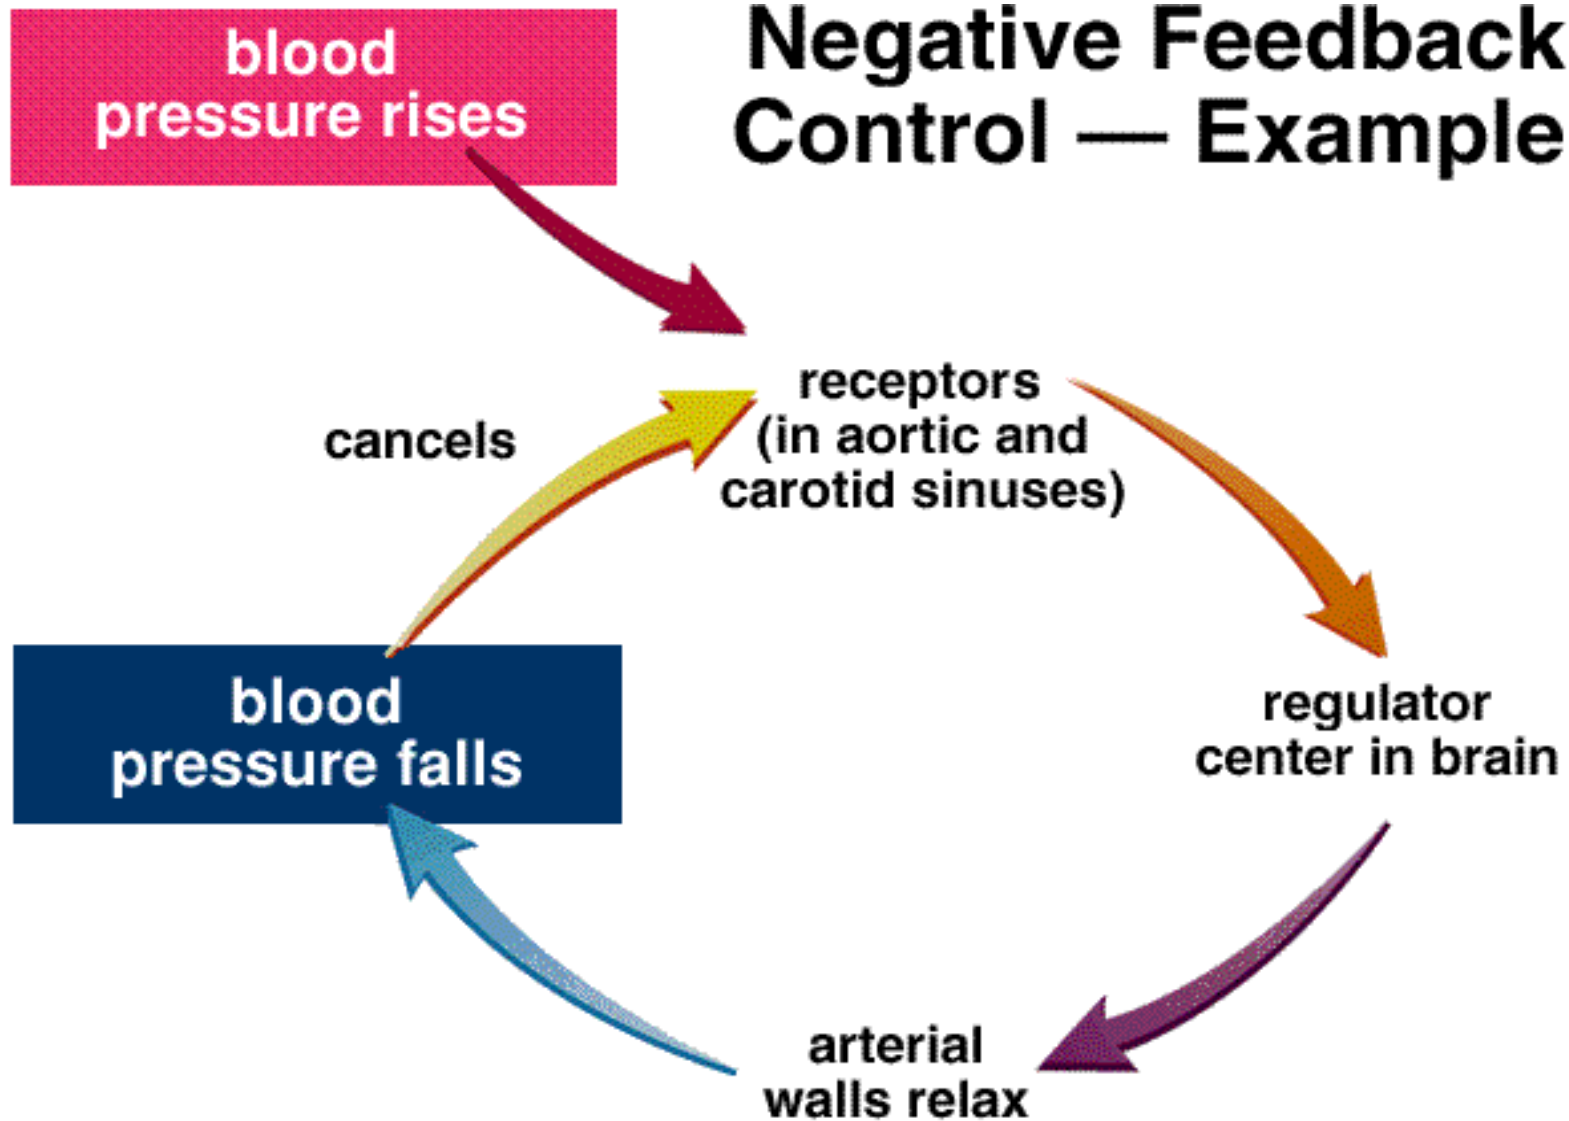 blood
pressure rises
Negative Feedback
Control — Example
receptors
(in aortic and
carotid sinuses)
cancels
regulator
center in brain
blood
pressure falls
arterial
walls relax